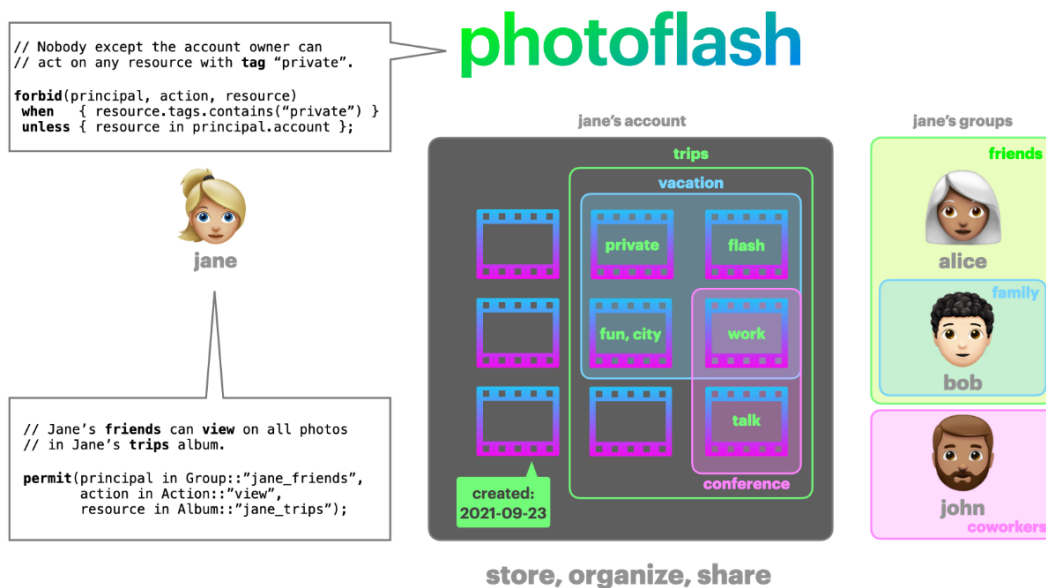 // Nobody except the account owner can
// act on any resource with tag “private”.
forbid(principal, action, resource)
when { resource.tags.contains(“private”) }
unless { resource in principal.account };
photoflash
jane
jane’s account
trips
vacation
private
flash
fun, city
work
talk
conference
created:
2021-09-23
jane’s groups
friends
alice
family
bob
john
coworkers
// Jane’s friends can view on all photos
// in Jane’s trips album.
permit(principal in Group::”jane_friends”,
action in Action::”view”,
resource in Album::”jane_trips”);
store, organize, share